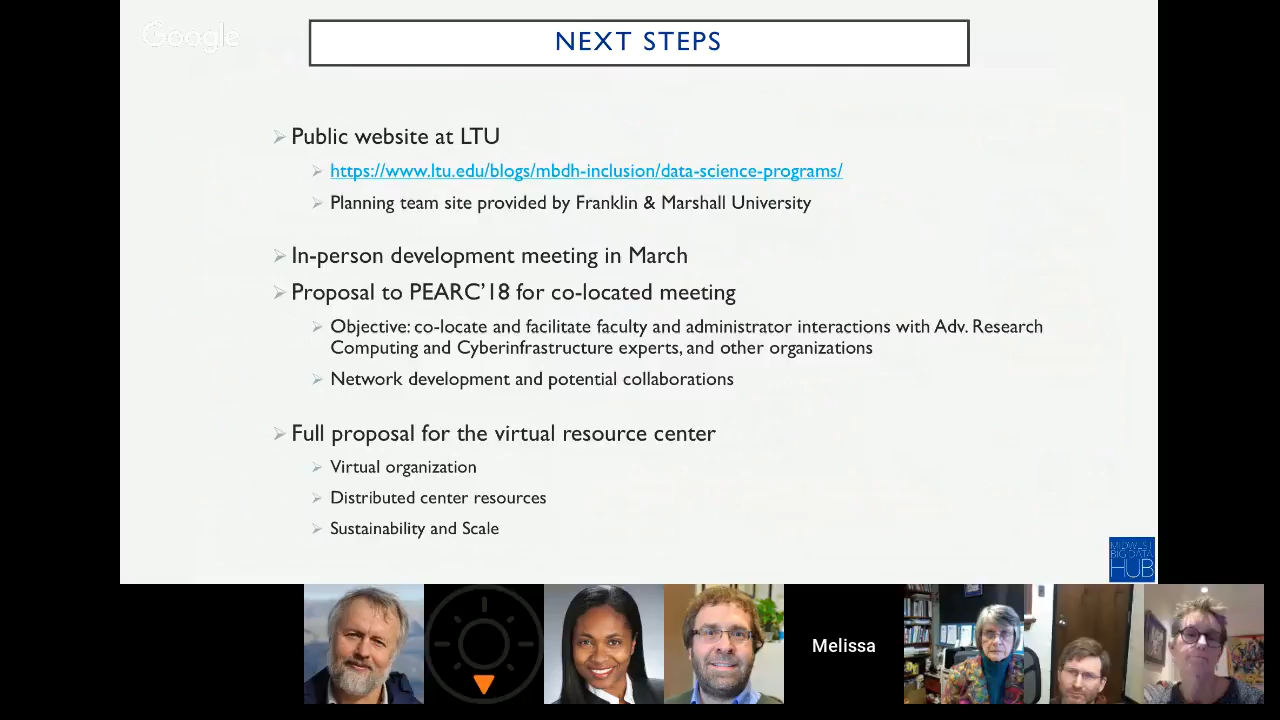 Google
NEXT STEPS
Public website at LTU
https://www.ltu.edu/blogs/mbdh-inclusion/data-science-programs/
Planning team site provided by Franklin & Marshall University
In-person development meeting in March
Proposal to PEARC'18 for co-located meeting
Objective: co-locate and facilitate faculty and administrator interactions with Adv. Research
Computing and Cyberinfrastructure experts, and other organizations
Network development and potential collaborations
Full proposal for the virtual resource center
Virtual organization
Distributed center resources
Sustainability and Scale
MIDWEST
BIG DATA
HUB
Melissa